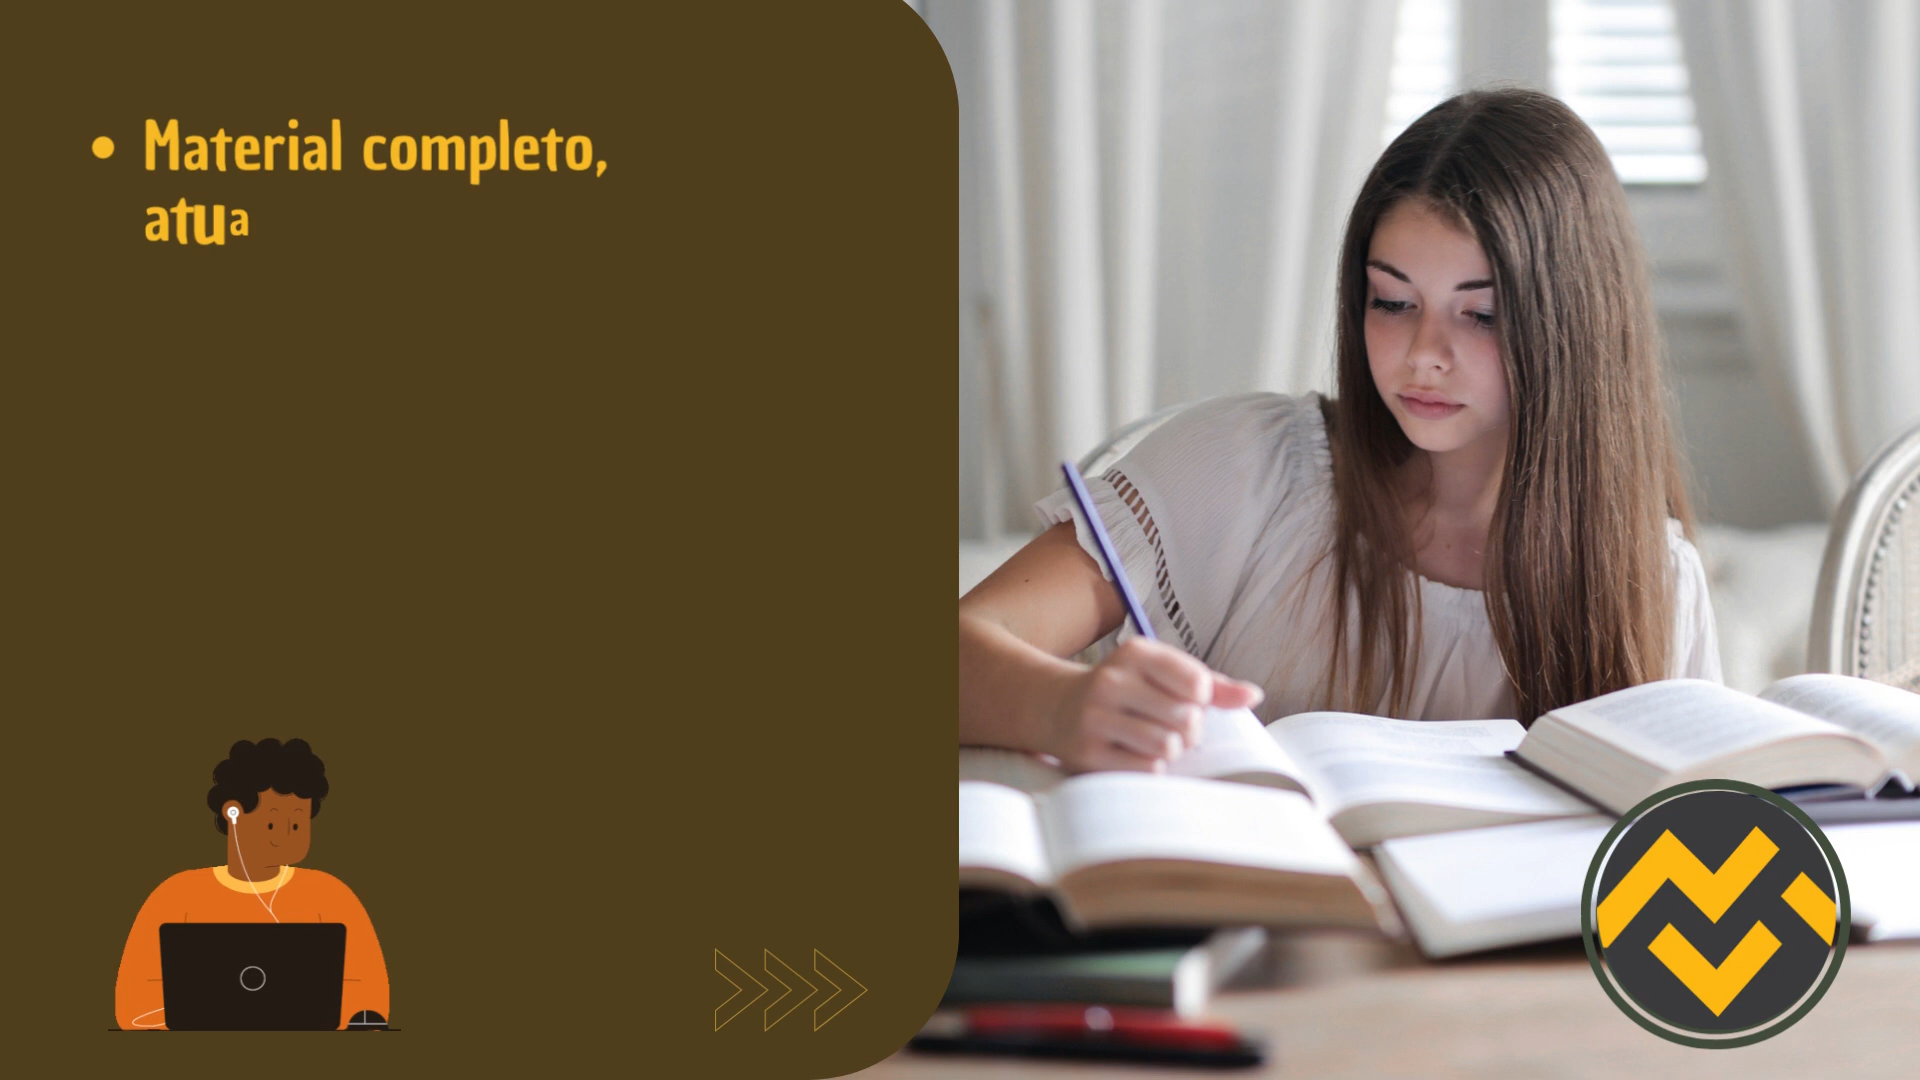 • Material completo,
atua